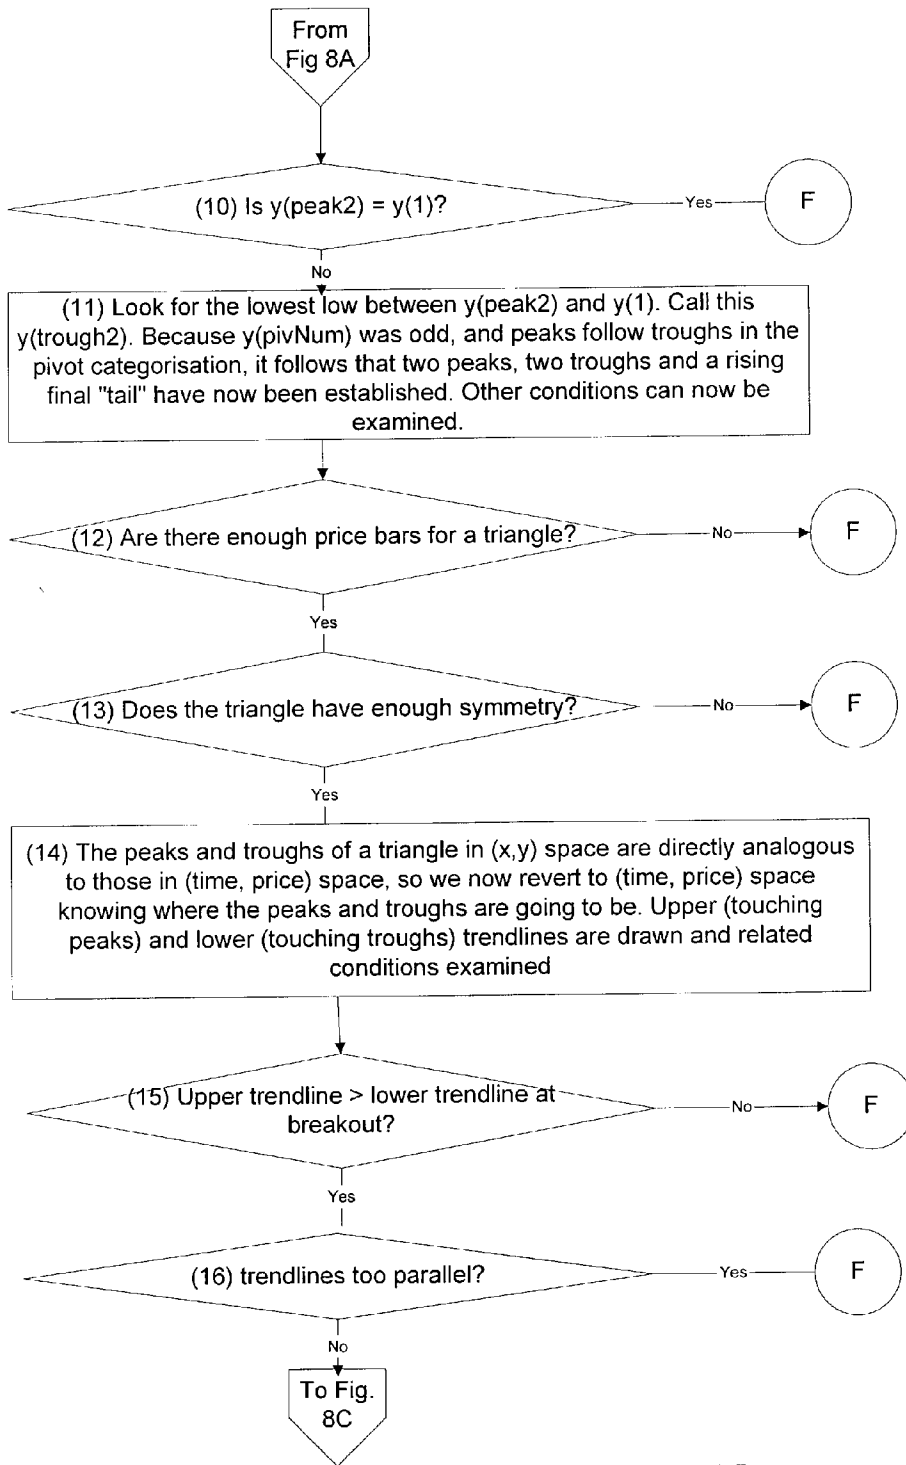 From
Fig 8A
(10) Is y(peak2) = y(1)?
Yes
F
No
(11) Look for the lowest low between y(peak2) and y(1). Call this
y(trough2). Because y(pivNum) was odd, and peaks follow troughs in the
pivot categorisation, it follows that two peaks, two troughs and a rising
final "tail" have now been established. Other conditions can now be
examined.
(12) Are there enough price bars for a triangle?
No
F
Yes
(13) Does the triangle have enough symmetry?
No
F
Yes
(14) The peaks and troughs of a triangle in (x,y) space are directly analogous
to those in (time, price) space, so we now revert to (time, price) space
knowing where the peaks and troughs are going to be. Upper (touching
peaks) and lower (touching troughs) trendlines are drawn and related
conditions examined
(15) Upper trendline > lower trendline at
breakout?
No
F
Yes
(16) trendlines too parallel?
Yes
F
No
To Fig.
8C